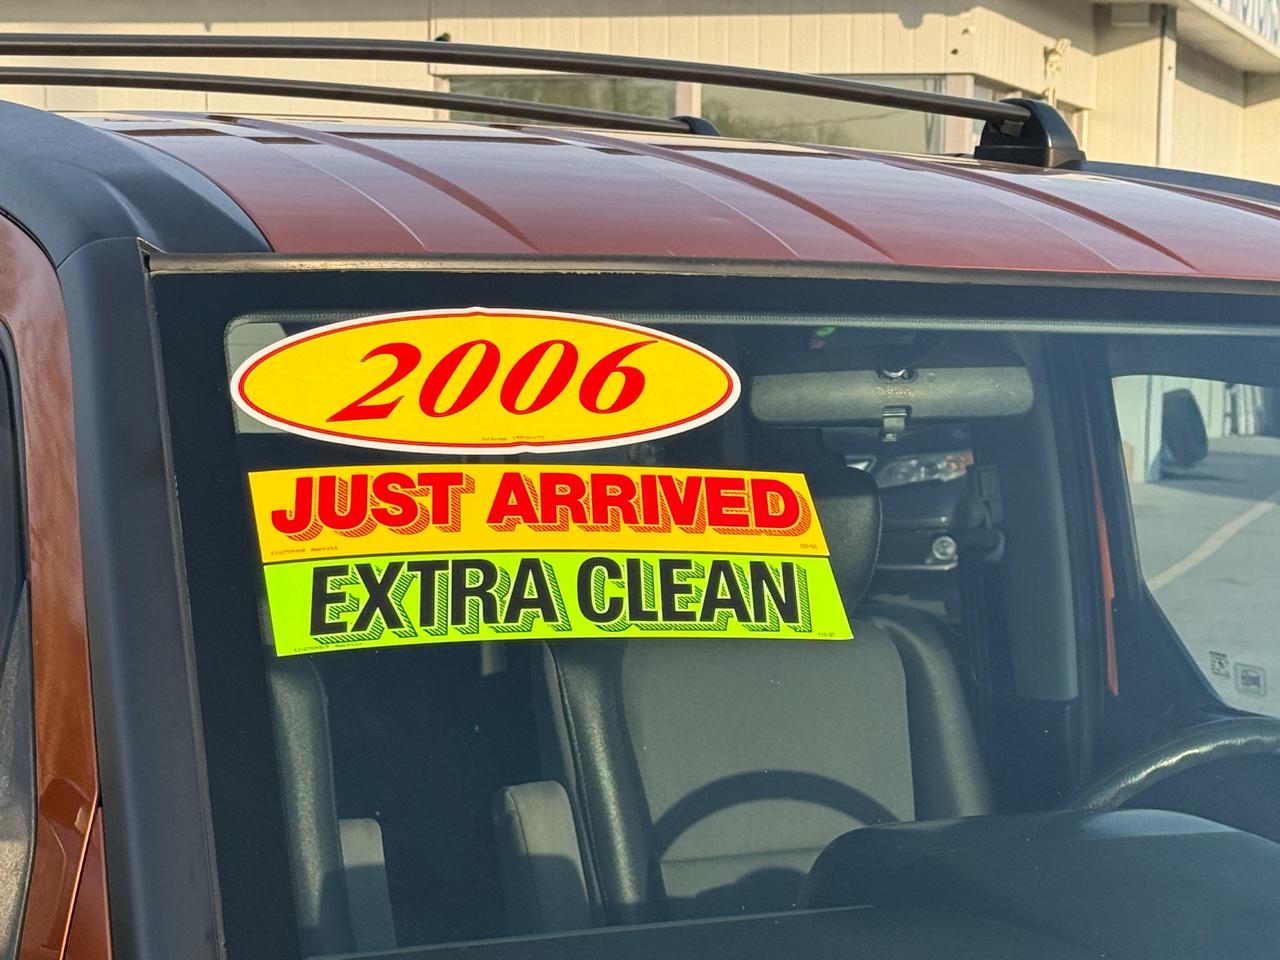 2006
JUST ARRIVED
EXTRA CLEAN